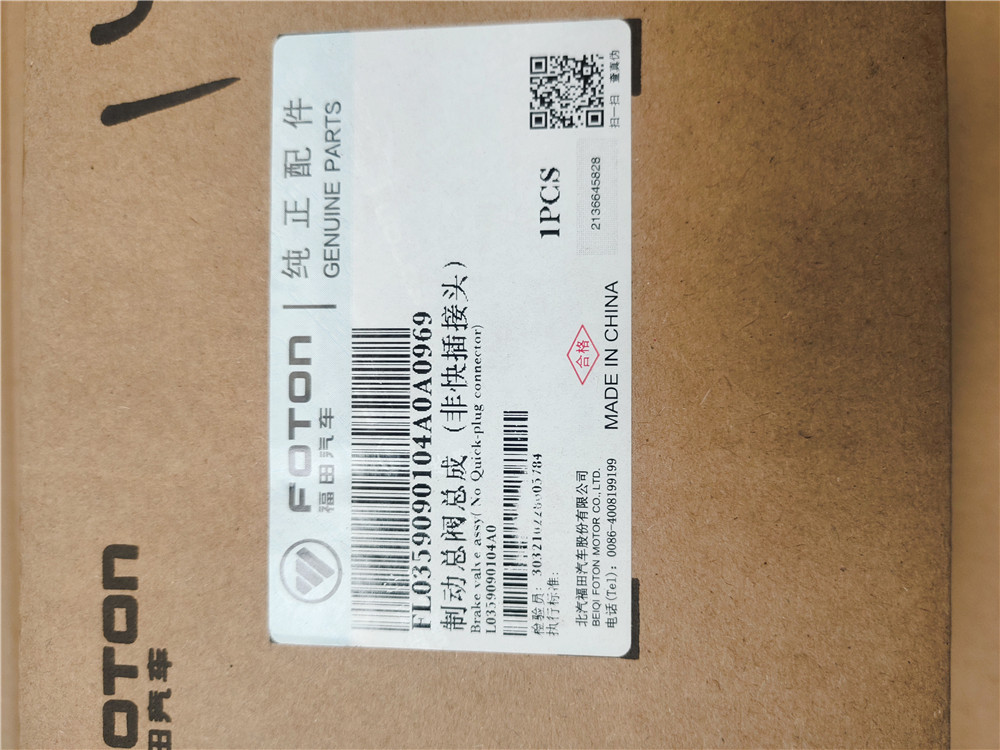 FOTON
福田汽车
纯正配件
GENUINE PARTS
FL0359090104A0A0969
制动总阀总成（非快插接头）
Brake valve assy( No Quick-plug connector)
L0359090104A0
1PCS
检验员:
执行标准:
合格
2136645828
扫一扫 查真伪
北汽福田汽车股份有限公司
BEIQI FOTON MOTOR CO.,LTD.
电话(Tel): 0086-4008199199
MADE IN CHINA
FOTON
福田汽车